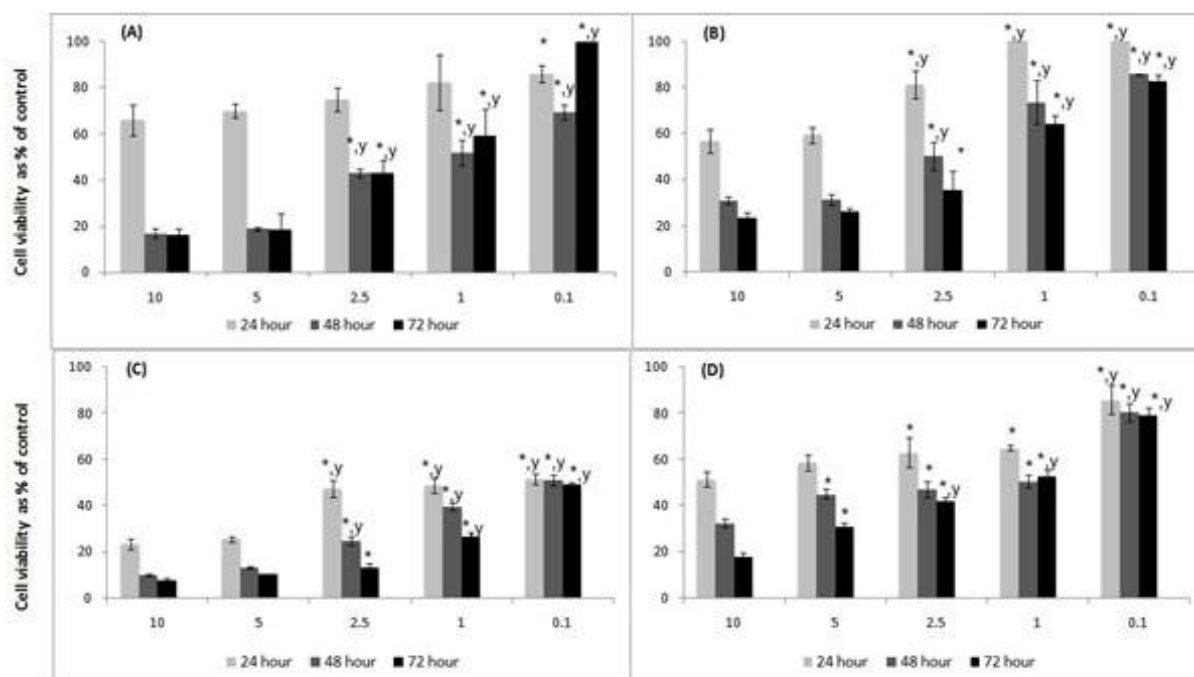 Cell viability as % of control
(A)
100
80
60
40
20
0
*
*,y
*,y
*,y
*,y
*,y
*,y
10 5 2.5 1 0.1
24 hour 48 hour 72 hour
(B)
100
80
60
40
20
0
*,y
*,y
*
*,y
*,y
*,y
*,y
*,y
*,y
10 5 2.5 1 0.1
24 hour 48 hour 72 hour
Cell viability as % of control
(C)
100
80
60
40
20
0
*,y
*,y
*
*,y
*,y
*,y
*,y
*,y
*,y
10 5 2.5 1 0.1
24 hour 48 hour 72 hour
(D)
100
80
60
40
20
0
*
*
*
*
*,y
*
*
*,y
*,y
*,y
*,y
10 5 2.5 1 0.1
24 hour 48 hour 72 hour